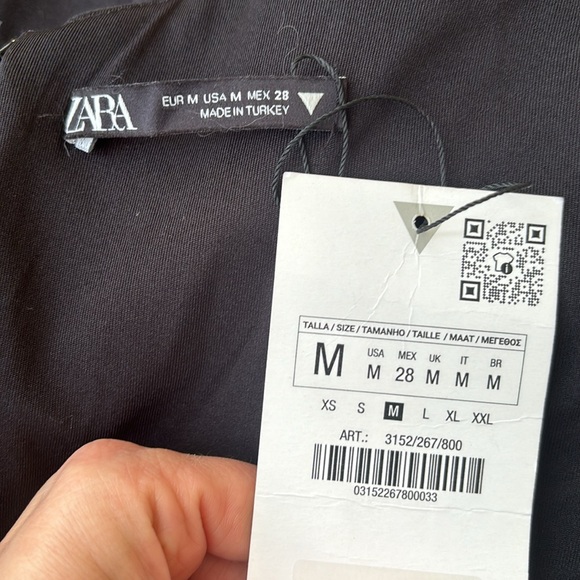 ZARA
EUR M USA M MEX 28
MADE IN TURKEY
TALLA / SIZE / TAMANHO / TAILLE / MAAT / ΜΕΓΕΘΟΣ
M
USA MEX UK IT BR
M 28 M M M
XS S M L XL XXL
ART.: 3152/267/800
03152267800033